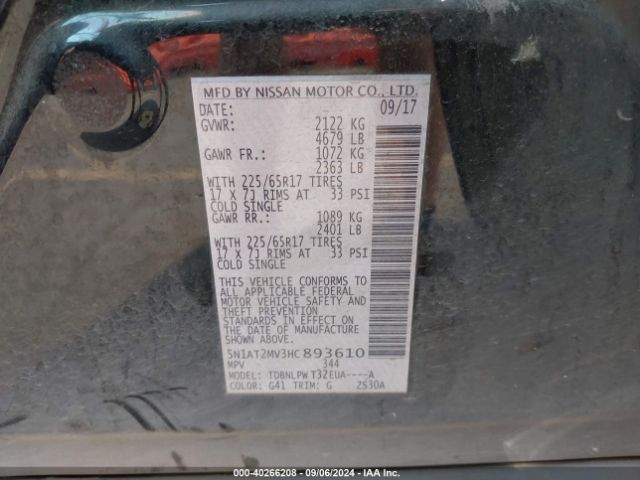 MFD BY NISSAN MOTOR CO., LTD.
DATE: 09/17
GVWR: 2122 KG
4679 LB
GAWR FR.: 1072 KG
2363 LB
WITH 225/65R17 TIRES
17 X 7J RIMS AT 33 PSI
COLD SINGLE
GAWR RR.: 1089 KG
2401 LB
WITH 225/65R17 TIRES
17 X 7J RIMS AT 33 PSI
COLD SINGLE
THIS VEHICLE CONFORMS TO
ALL APPLICABLE FEDERAL
MOTOR VEHICLE SAFETY AND
THEFT PREVENTION
STANDARDS IN EFFECT ON
THE DATE OF MANUFACTURE
SHOWN ABOVE.
5N1AT2MV3HC893610
MPV 344
MODEL: TDBNLPWT32EUA----A
COLOR: G41 TRIM: G 2S30A
000-40266208 - 09/06/2024 - IAA Inc.